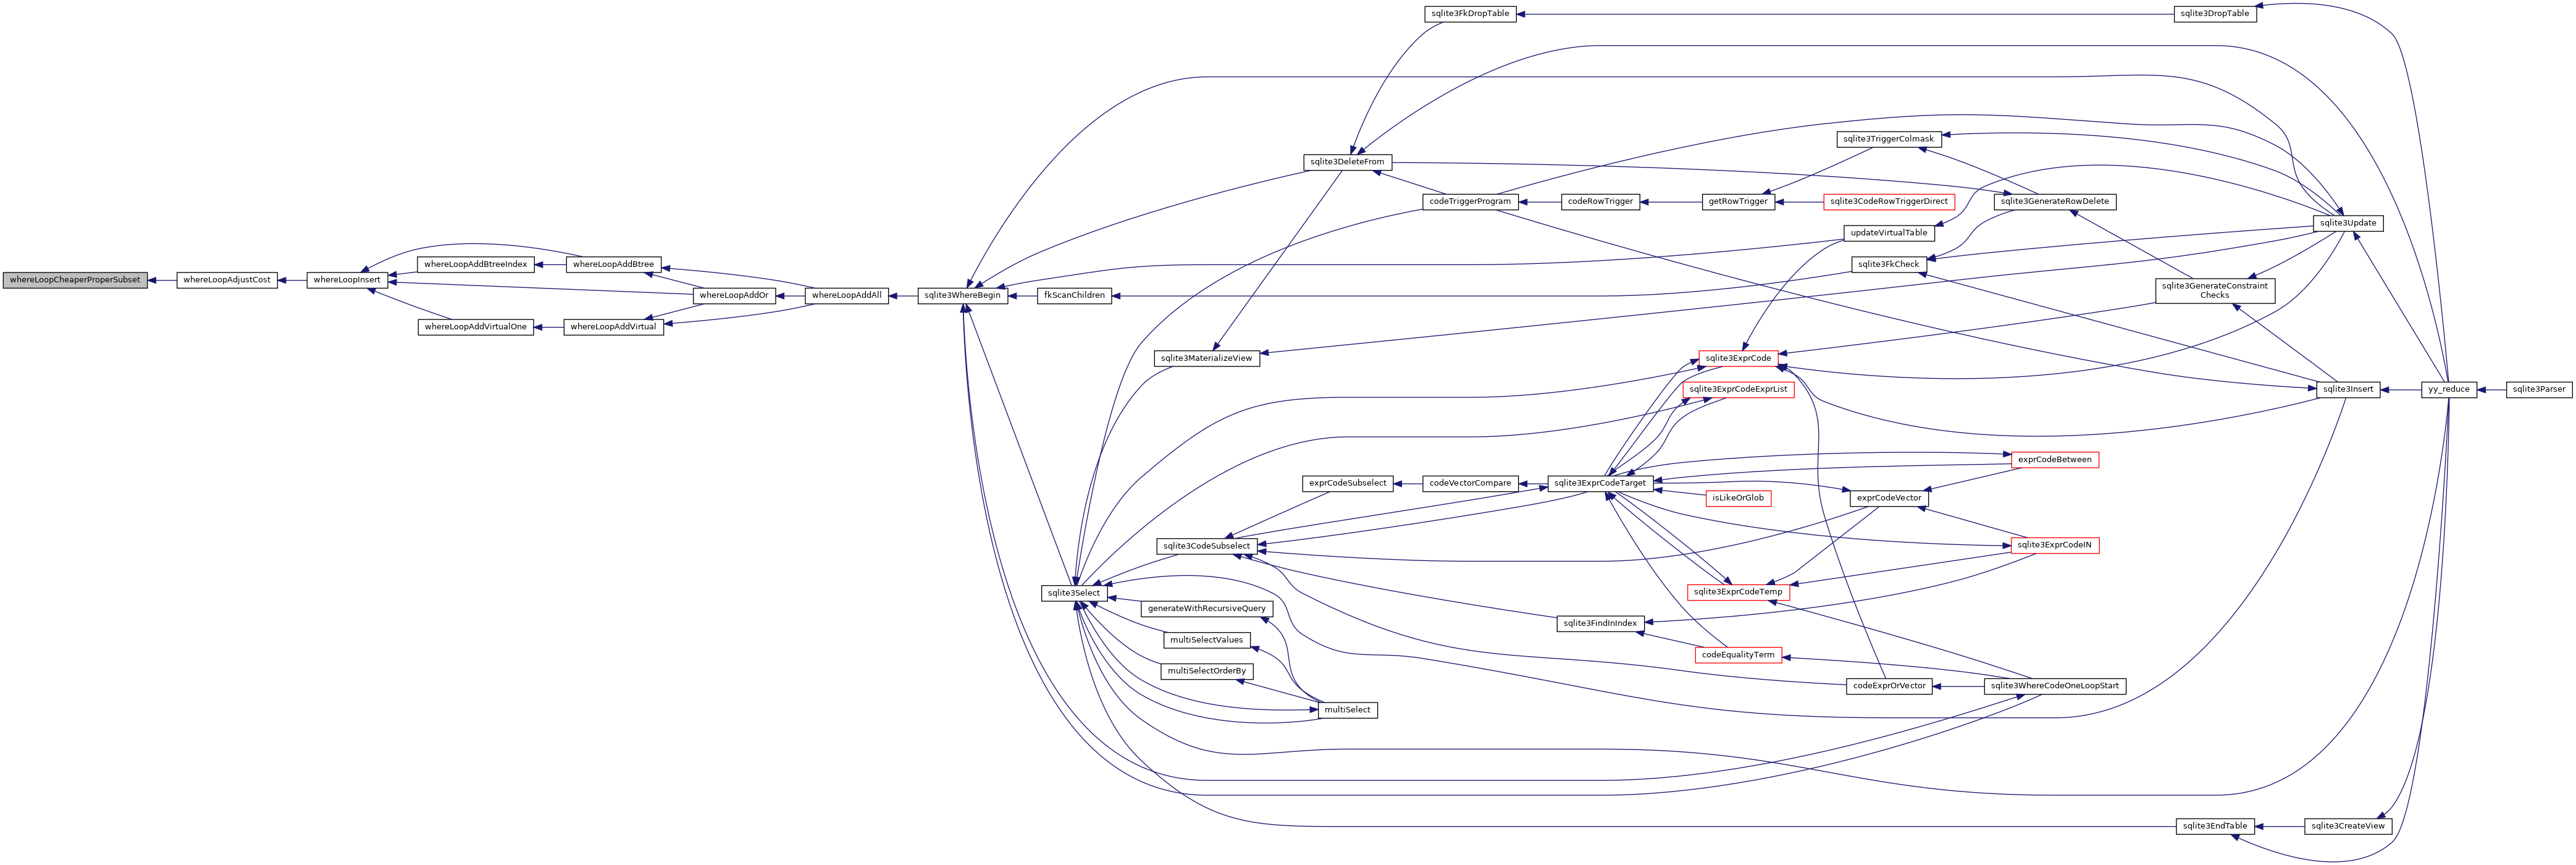 whereLoopCheaperProperSubset
whereLoopAdjustCost
whereLoopInsert
whereLoopAddBtreeIndex
whereLoopAddVirtualOne
whereLoopAddBtree
whereLoopAddVirtual
whereLoopAddOr
whereLoopAddAll
sqlite3WhereBegin
fkScanChildren
sqlite3Select
sqlite3MaterializeView
sqlite3CodeSubselect
generateWithRecursiveQuery
multiSelectValues
multiSelectOrderBy
sqlite3DeleteFrom
exprCodeSubselect
multiSelect
sqlite3FkDropTable
codeTriggerProgram
codeVectorCompare
codeRowTrigger
sqlite3ExprCodeTarget
sqlite3FindInIndex
getRowTrigger
sqlite3ExprCode
sqlite3ExprCodeExprList
isLikeOrGlob
sqlite3ExprCodeTemp
codeEqualityTerm
sqlite3TriggerColmask
sqlite3CodeRowTriggerDirect
updateVirtualTable
sqlite3FkCheck
exprCodeVector
codeExprOrVector
sqlite3GenerateRowDelete
exprCodeBetween
sqlite3ExprCodeIN
sqlite3WhereCodeOneLoopStart
sqlite3GenerateConstraint
Checks
sqlite3EndTable
sqlite3DropTable
sqlite3Update
sqlite3Insert
sqlite3CreateView
yy_reduce
sqlite3Parser